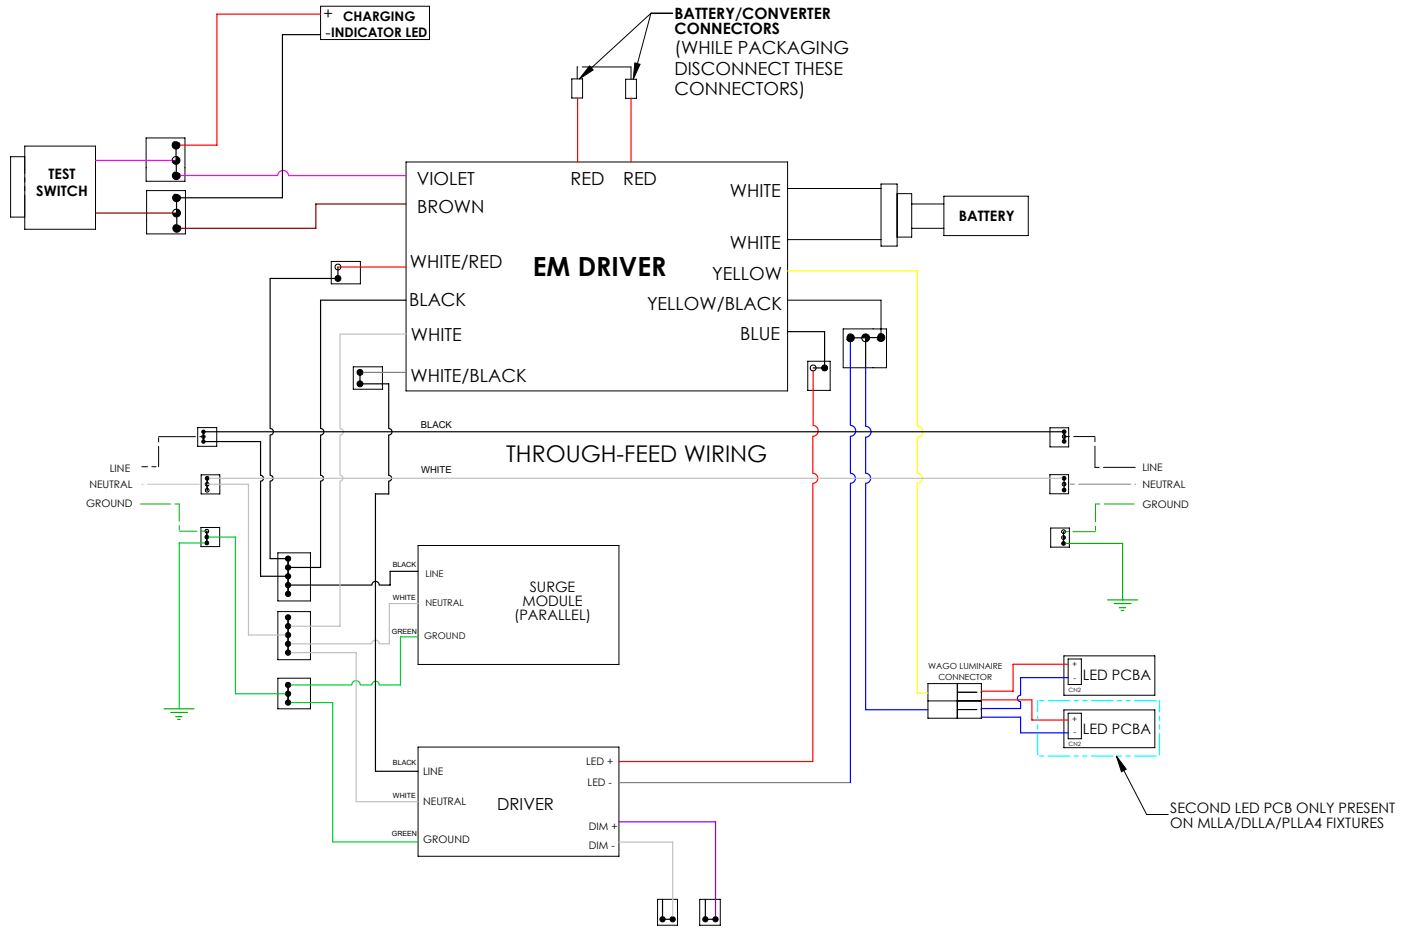 + CHARGING
-INDICATOR LED
BATTERY/CONVERTER
CONNECTORS
(WHILE PACKAGING
DISCONNECT THESE
CONNECTORS)
TEST
SWITCH
VIOLET
BROWN
WHITE/RED
BLACK
WHITE
WHITE/BLACK
RED RED
EM DRIVER
WHITE
WHITE
YELLOW
YELLOW/BLACK
BLUE
BATTERY
BLACK
THROUGH-FEED WIRING
WHITE
LINE
NEUTRAL
GROUND
LINE
NEUTRAL
GROUND
BLACK
LINE
WHITE
NEUTRAL
GREEN
GROUND
SURGE
MODULE
(PARALLEL)
WAGO LUMINAIRE
CONNECTOR
+
-
CN2
LED PCBA
+
-
CN2
LED PCBA
BLACK
LINE
WHITE
NEUTRAL
GREEN
GROUND
DRIVER
LED +
LED -
DIM +
DIM -
SECOND LED PCB ONLY PRESENT
ON MLLA/DLLA/PLLA4 FIXTURES